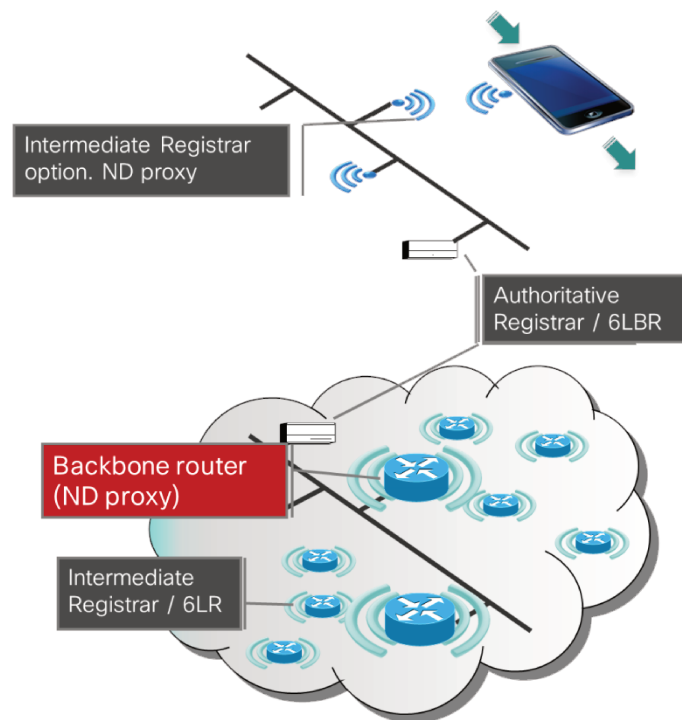 Intermediate Registrar
option. ND proxy
Authoritative
Registrar / 6LBR
Backbone router
(ND proxy)
Intermediate
Registrar / 6LR